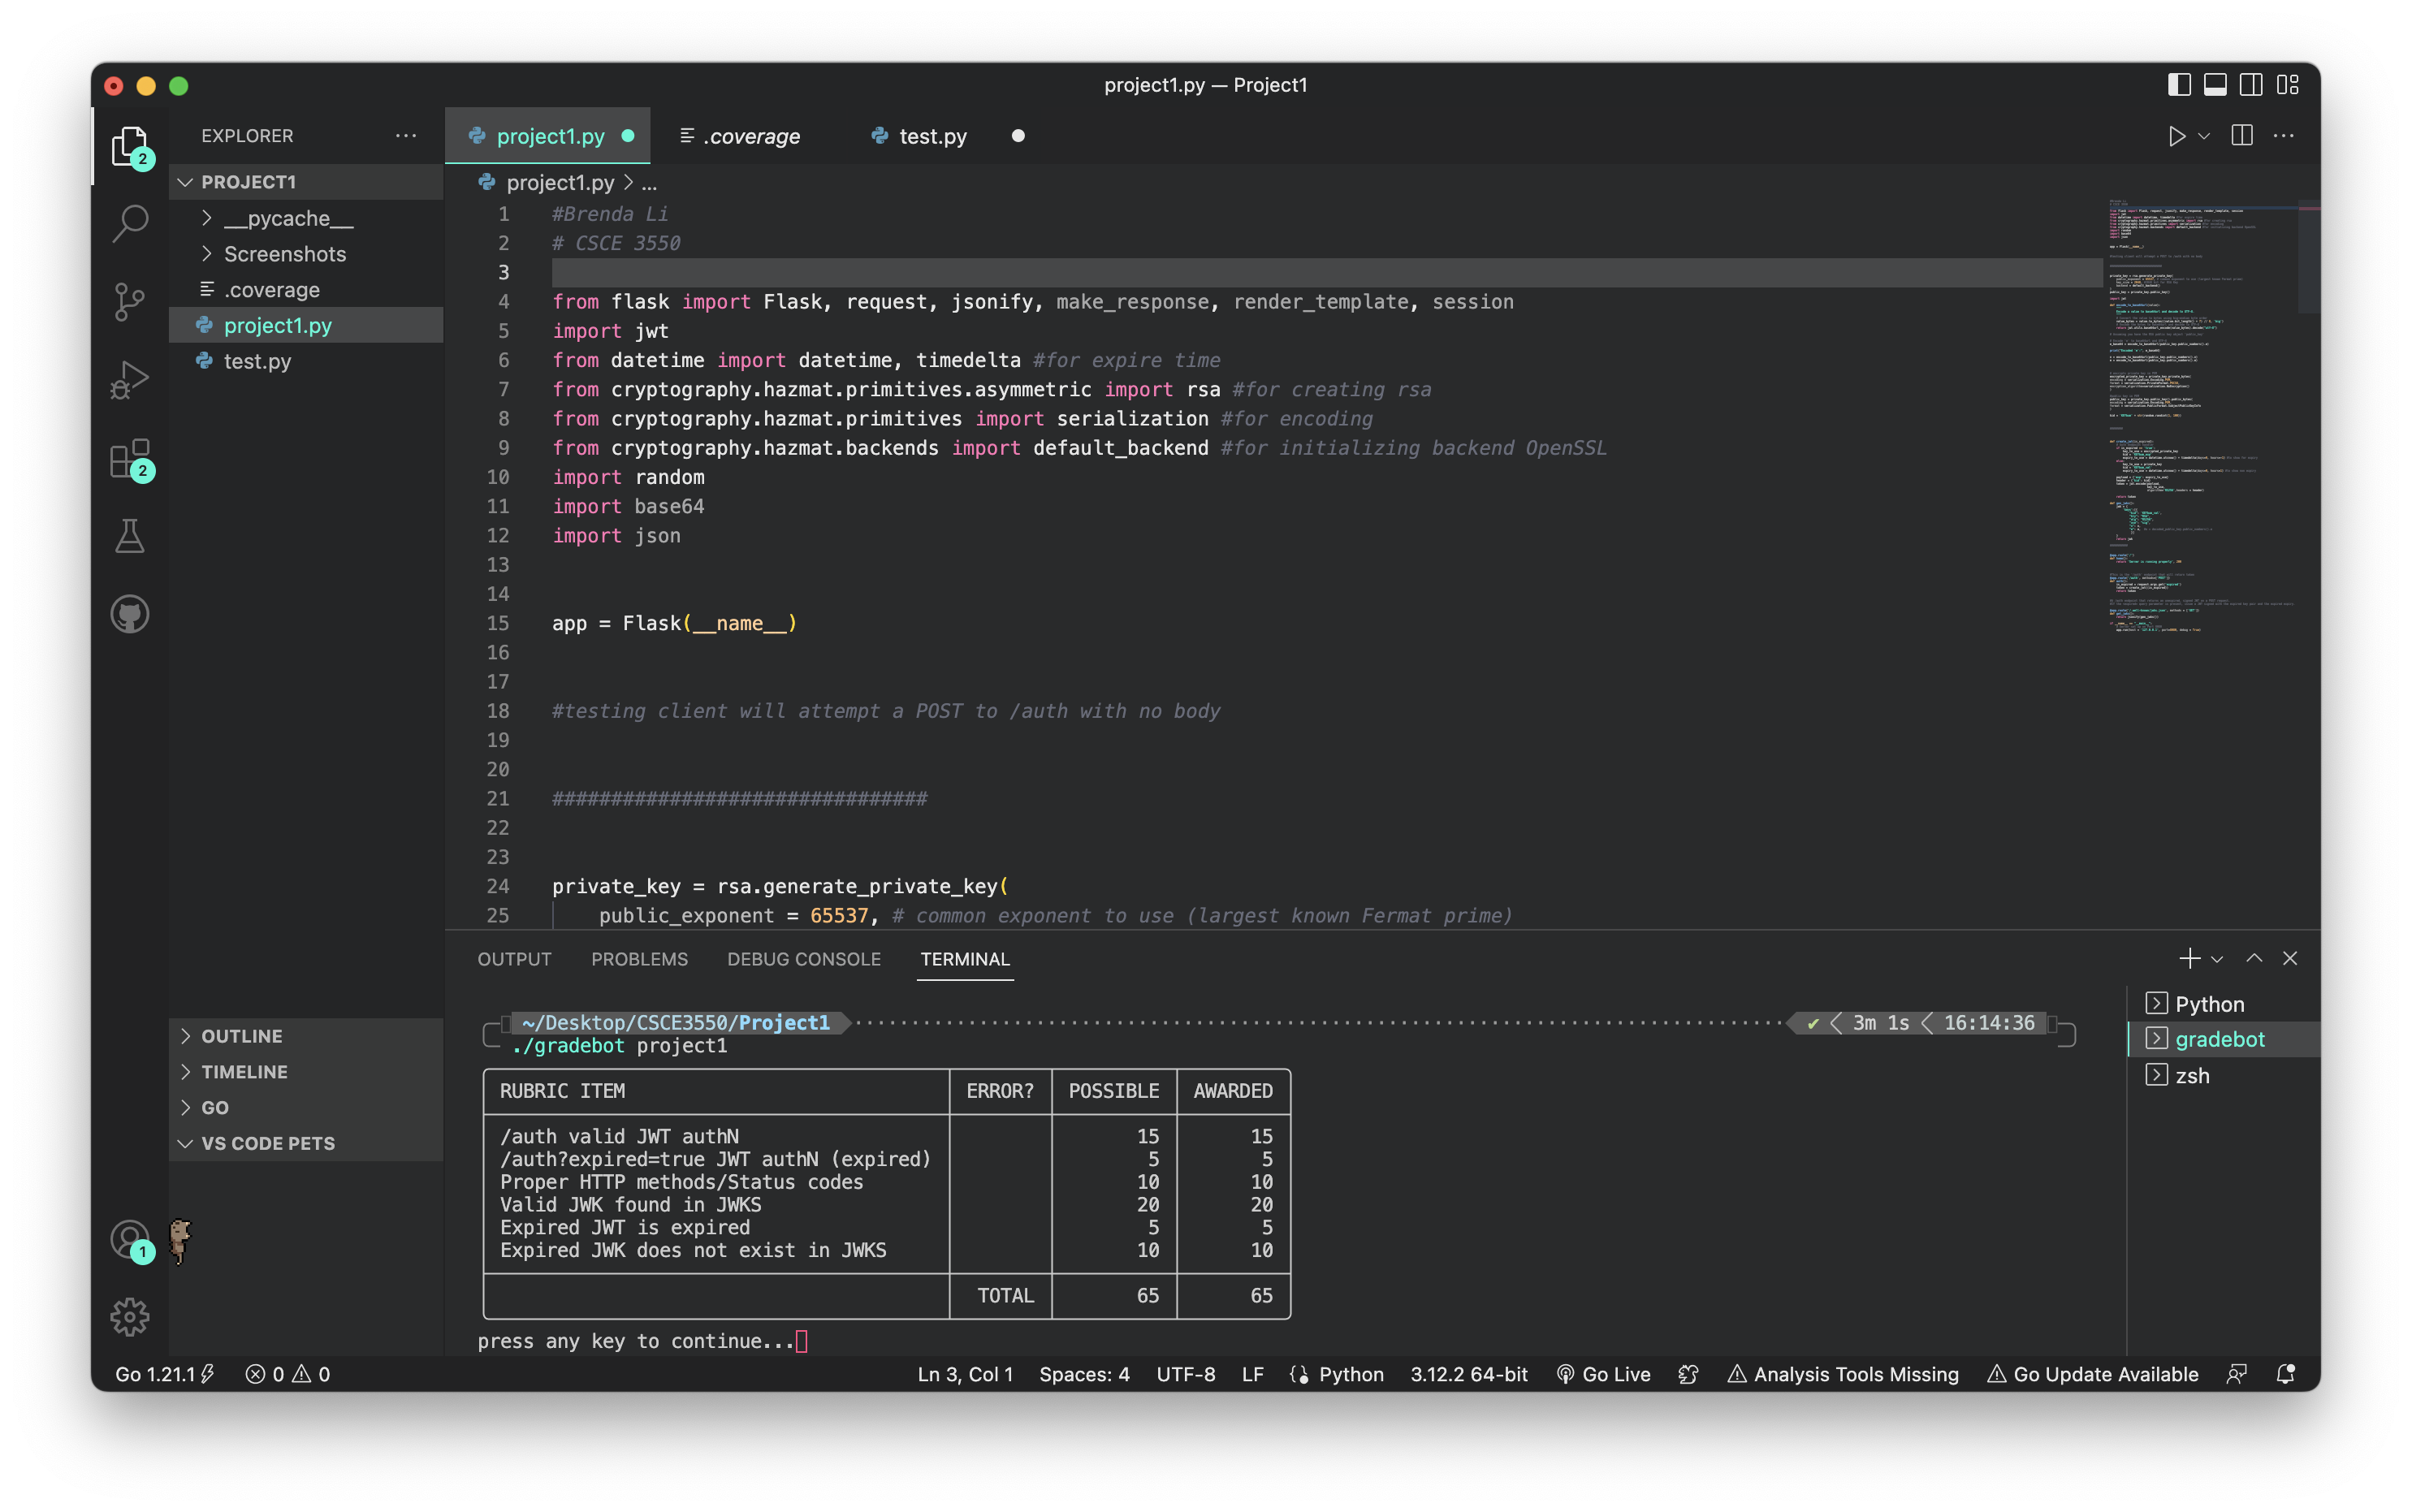 project1.py — Project1
EXPLORER
project1.py
.coverage
test.py
2
PROJECT1
__pycache__
Screenshots
.coverage
project1.py
test.py
2
project1.py > ...
1 #Brenda Li
2 # CSCE 3550
3
4 from flask import Flask, request, jsonify, make_response, render_template, session
5 import jwt
6 from datetime import datetime, timedelta #for expire time
7 from cryptography.hazmat.primitives.asymmetric import rsa #for creating rsa
8 from cryptography.hazmat.primitives import serialization #for encoding
9 from cryptography.hazmat.backends import default_backend #for initializing backend OpenSSL
10 import random
11 import base64
12 import json
13
14
15 app = Flask(__name__)
16
17
18 #testing client will attempt a POST to /auth with no body
19
20
21 ################################
22
23
24 private_key = rsa.generate_private_key(
25 public_exponent = 65537, # common exponent to use (largest known Fermat prime)
OUTPUT PROBLEMS DEBUG CONSOLE TERMINAL
~/Desktop/CSCE3550/Project1 ✔ 3m 1s 16:14:36
./gradebot project1
RUBRIC ITEM ERROR? POSSIBLE AWARDED
/auth valid JWT authN 15 15
/auth?expired=true JWT authN (expired) 5 5
Proper HTTP methods/Status codes 10 10
Valid JWK found in JWKS 20 20
Expired JWT is expired 5 5
Expired JWK does not exist in JWKS 10 10
TOTAL 65 65
press any key to continue...
Python
gradebot
zsh
OUTLINE
TIMELINE
GO
VS CODE PETS
1
Go 1.21.1 0 0 Ln 3, Col 1 Spaces: 4 UTF-8 LF Python 3.12.2 64-bit Go Live Analysis Tools Missing Go Update Available